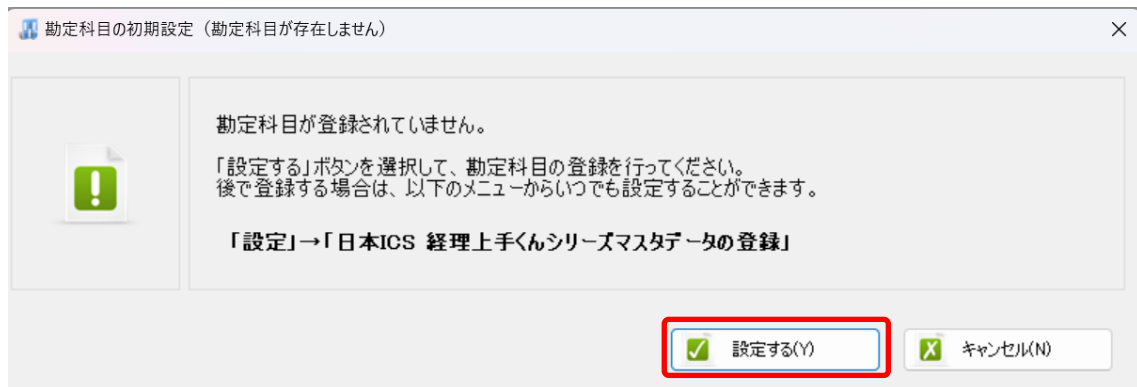 勘定科目の初期設定（勘定科目が存在しません）
勘定科目が登録されていません。
「設定する」ボタンを選択して、勘定科目の登録を行ってください。
後で登録する場合は、以下のメニューからいつでも設定することができます。
「設定」→「日本ICS 経理上手くんシリーズマスタデータの登録」
設定する(Y)
キャンセル(N)